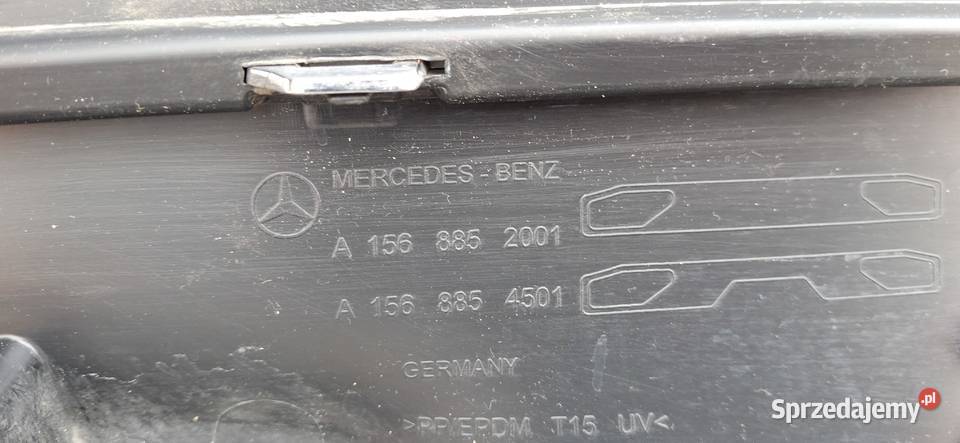 MERCEDES-BENZ
A 156 885 2001
A 156 885 4501
GERMANY
>PP/EPDM T15 UV<
Sprzedajemy.pl